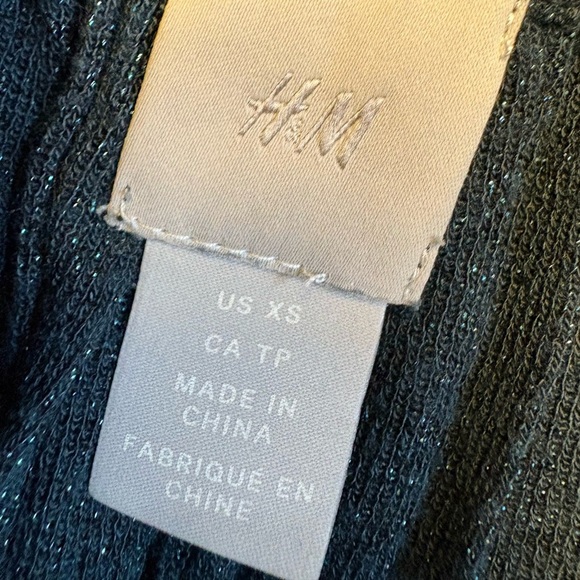 H&M
US XS
CA TP
MADE IN
CHINA
FABRIQUÉ EN
CHINE